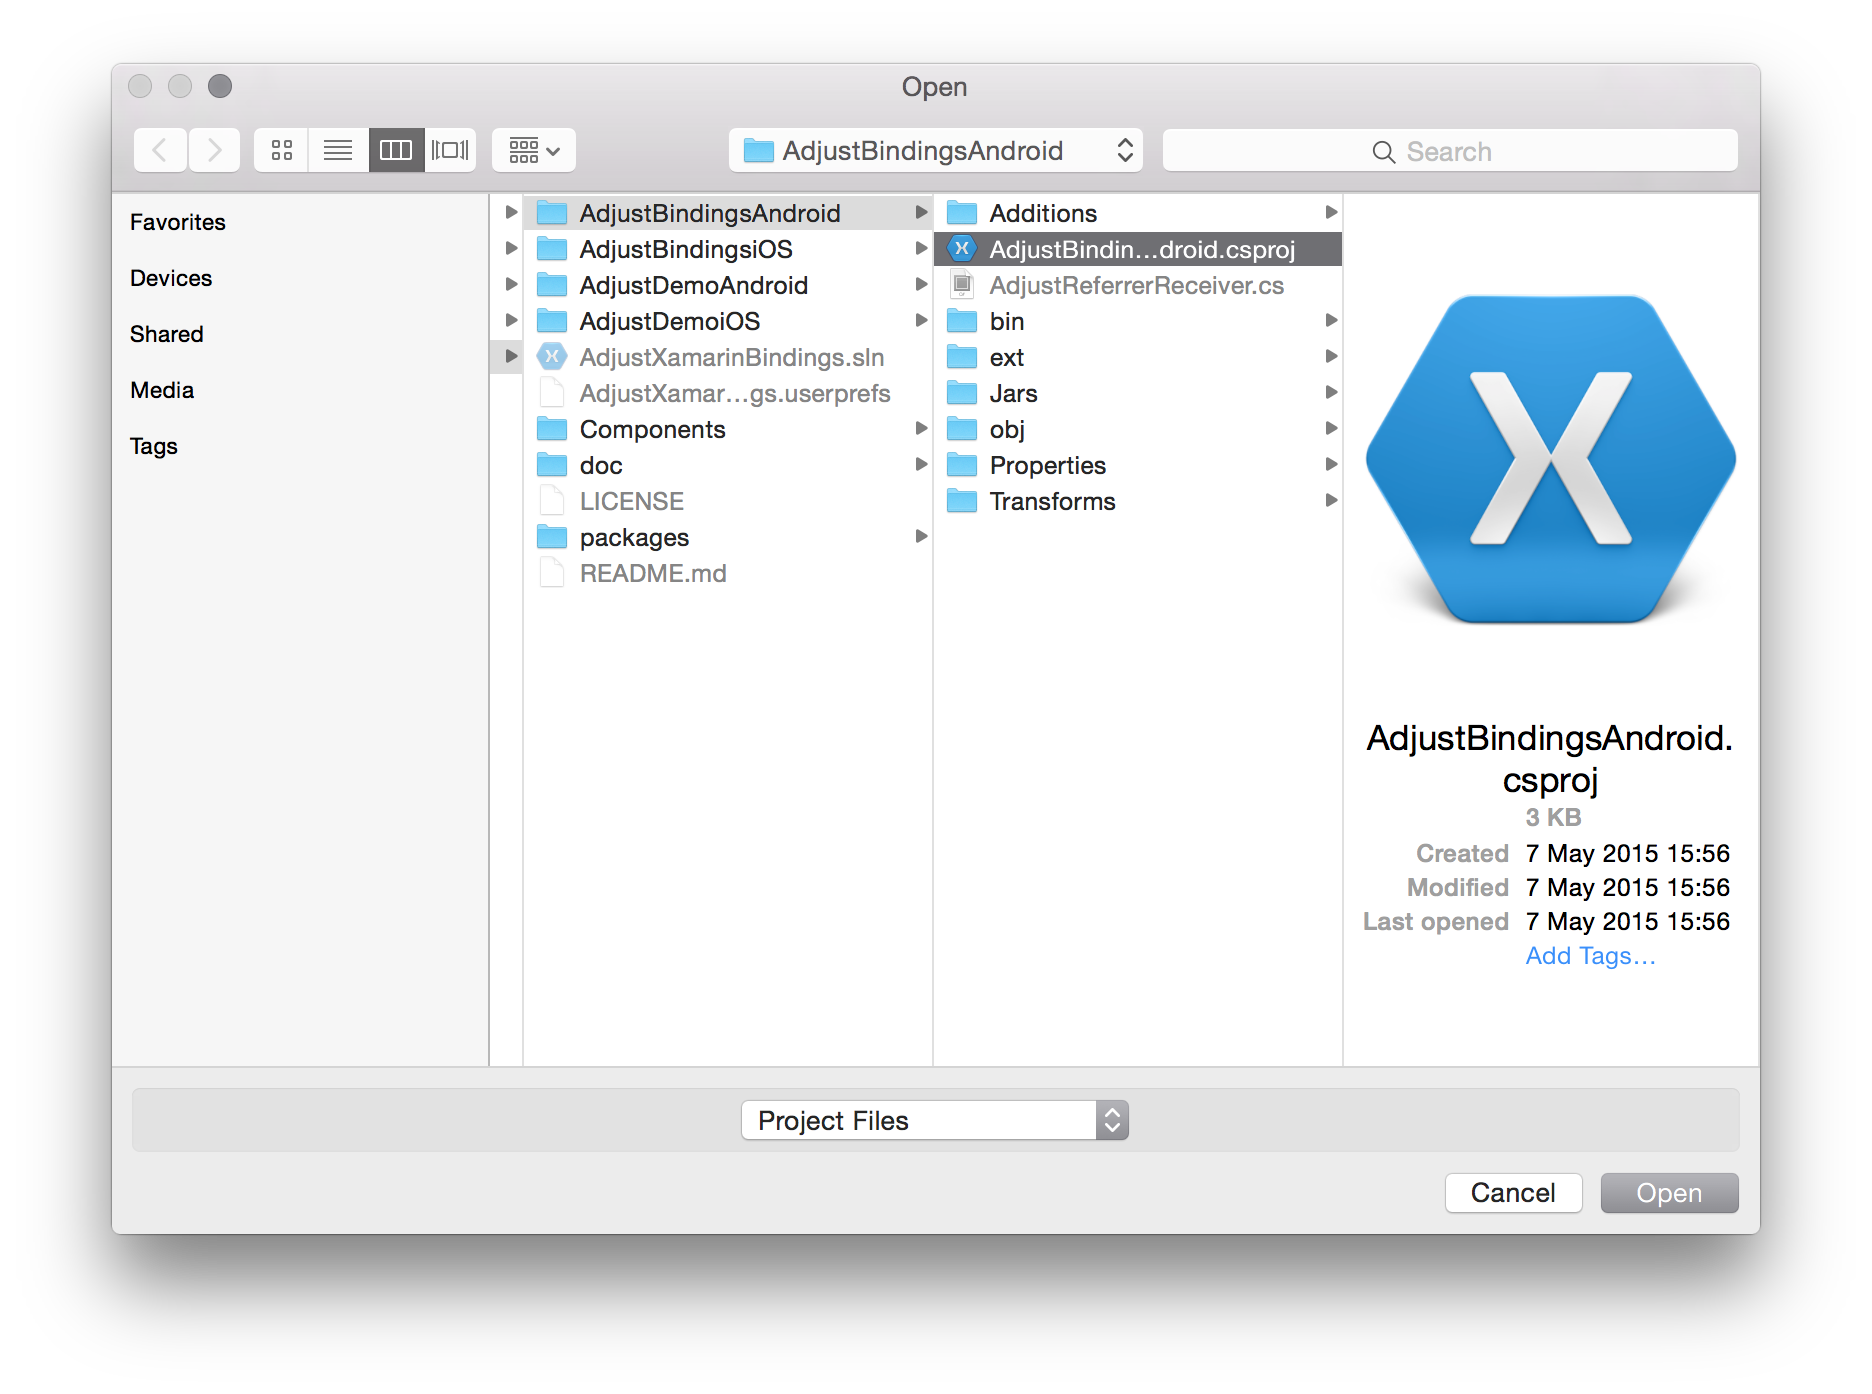 Open
AdjustBindingsAndroid
Search
Favorites
Devices
Shared
Media
Tags
AdjustBindingsAndroid
AdjustBindingsiOS
AdjustDemoAndroid
AdjustDemoiOS
AdjustXamarinBindings.sln
AdjustXamar...gs.userprefs
Components
doc
LICENSE
packages
README.md
Additions
AdjustBindin...droid.csproj
AdjustReferrerReceiver.cs
bin
ext
Jars
obj
Properties
Transforms
AdjustBindingsAndroid.
csproj
3 KB
Created 7 May 2015 15:56
Modified 7 May 2015 15:56
Last opened 7 May 2015 15:56
Add Tags...
Project Files
Cancel
Open